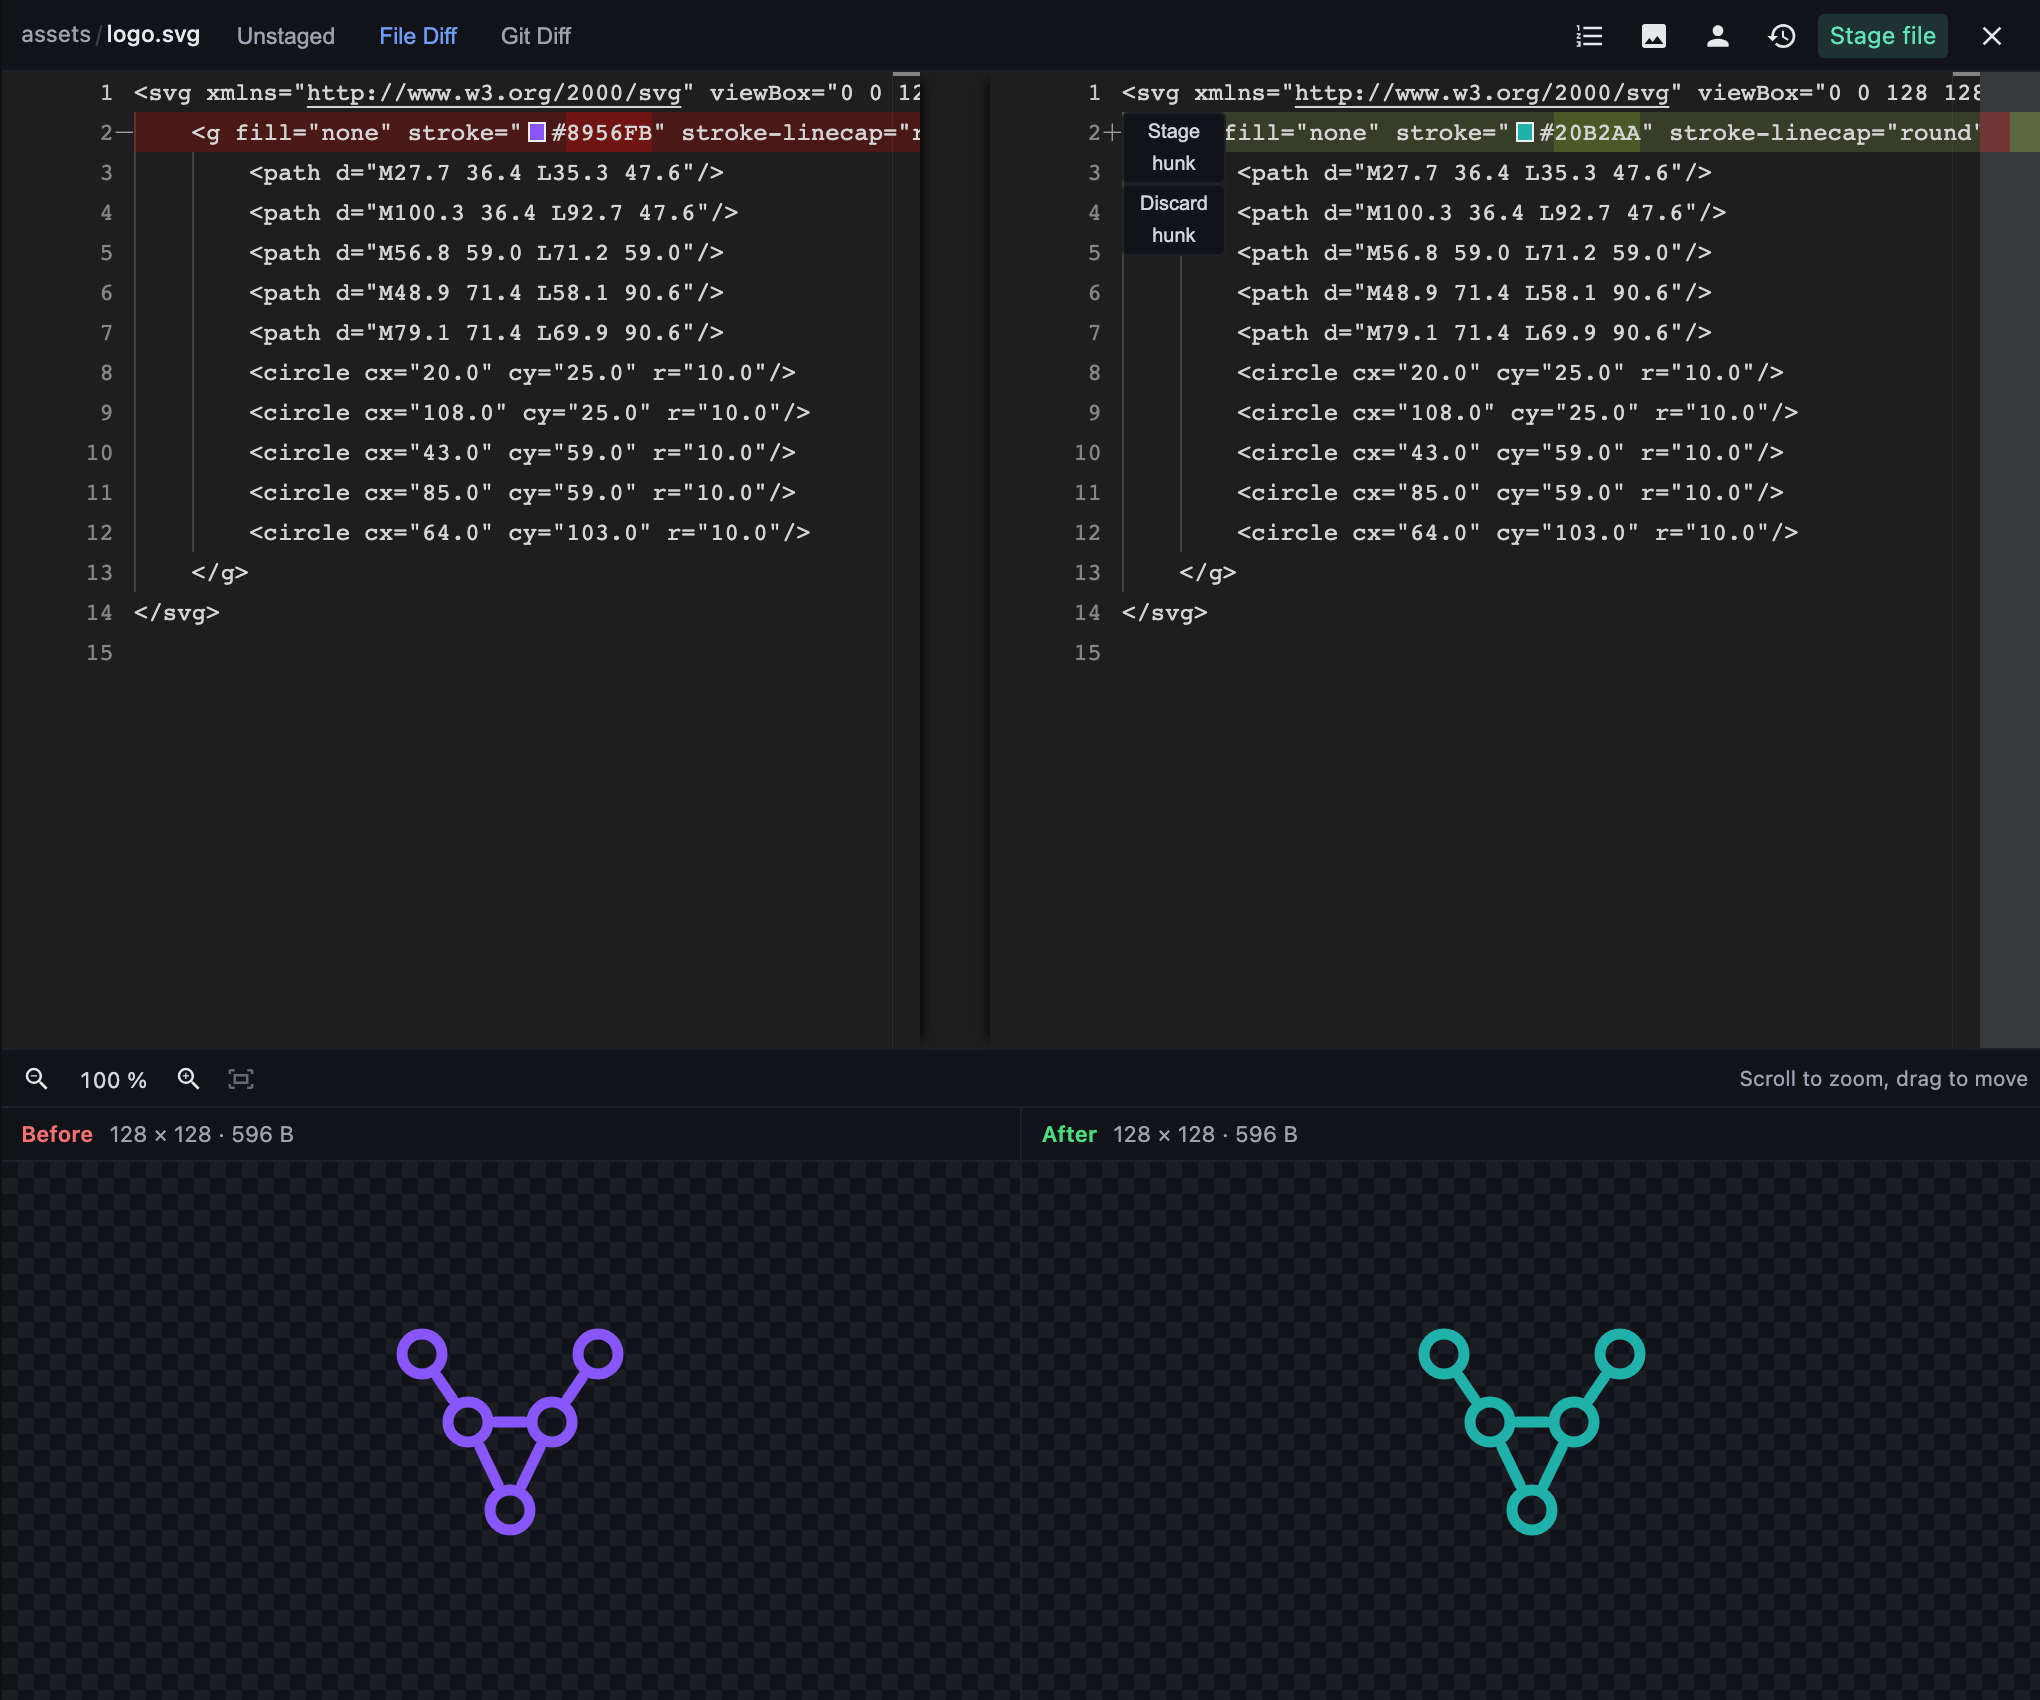 assets/logo.svg Unstaged File Diff Git Diff Stage file
1 <svg xmlns="http://www.w3.org/2000/svg" viewBox="0 0 12
2— <g fill="none" stroke="#8956FB" stroke-linecap="r
3 <path d="M27.7 36.4 L35.3 47.6"/>
4 <path d="M100.3 36.4 L92.7 47.6"/>
5 <path d="M56.8 59.0 L71.2 59.0"/>
6 <path d="M48.9 71.4 L58.1 90.6"/>
7 <path d="M79.1 71.4 L69.9 90.6"/>
8 <circle cx="20.0" cy="25.0" r="10.0"/>
9 <circle cx="108.0" cy="25.0" r="10.0"/>
10 <circle cx="43.0" cy="59.0" r="10.0"/>
11 <circle cx="85.0" cy="59.0" r="10.0"/>
12 <circle cx="64.0" cy="103.0" r="10.0"/>
13 </g>
14 </svg>
15
1 <svg xmlns="http://www.w3.org/2000/svg" viewBox="0 0 128 128
2+ fill="none" stroke="#20B2AA" stroke-linecap="round"
Stage
hunk
Discard
hunk
3 <path d="M27.7 36.4 L35.3 47.6"/>
4 <path d="M100.3 36.4 L92.7 47.6"/>
5 <path d="M56.8 59.0 L71.2 59.0"/>
6 <path d="M48.9 71.4 L58.1 90.6"/>
7 <path d="M79.1 71.4 L69.9 90.6"/>
8 <circle cx="20.0" cy="25.0" r="10.0"/>
9 <circle cx="108.0" cy="25.0" r="10.0"/>
10 <circle cx="43.0" cy="59.0" r="10.0"/>
11 <circle cx="85.0" cy="59.0" r="10.0"/>
12 <circle cx="64.0" cy="103.0" r="10.0"/>
13 </g>
14 </svg>
15
100 % Scroll to zoom, drag to move
Before 128 × 128 · 596 B
After 128 × 128 · 596 B